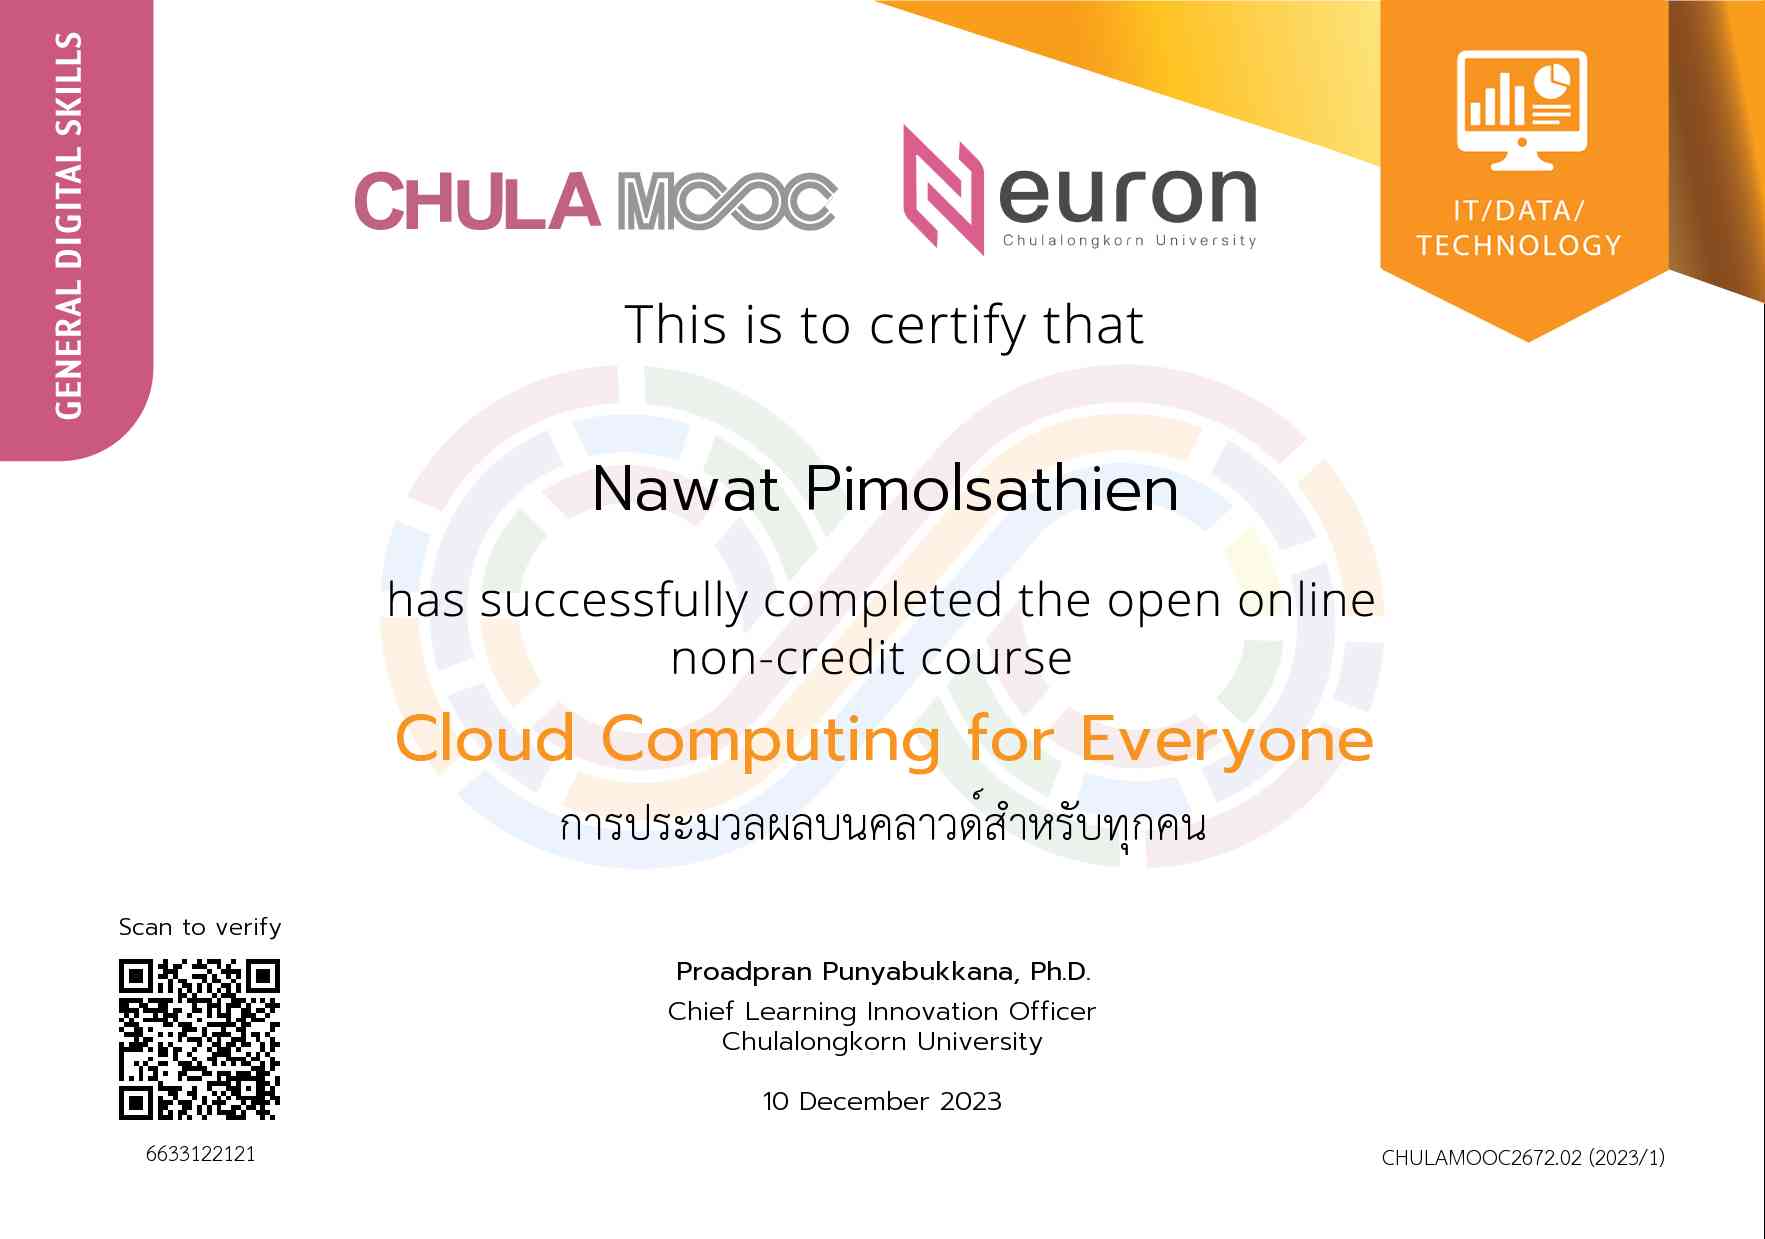 GENERAL DIGITAL SKILLS
CHULA MOOC
Neuron
Chulalongkorn University
IT/DATA/
TECHNOLOGY
This is to certify that
Nawat Pimolsathien
has successfully completed the open online
non-credit course
Cloud Computing for Everyone
การประมวลผลบนคลาวด์สำหรับทุกคน
Scan to verify
6633122121
Proadpran Punyabukkana, Ph.D.
Chief Learning Innovation Officer
Chulalongkorn University
10 December 2023
CHULAMOOC2672.02 (2023/1)